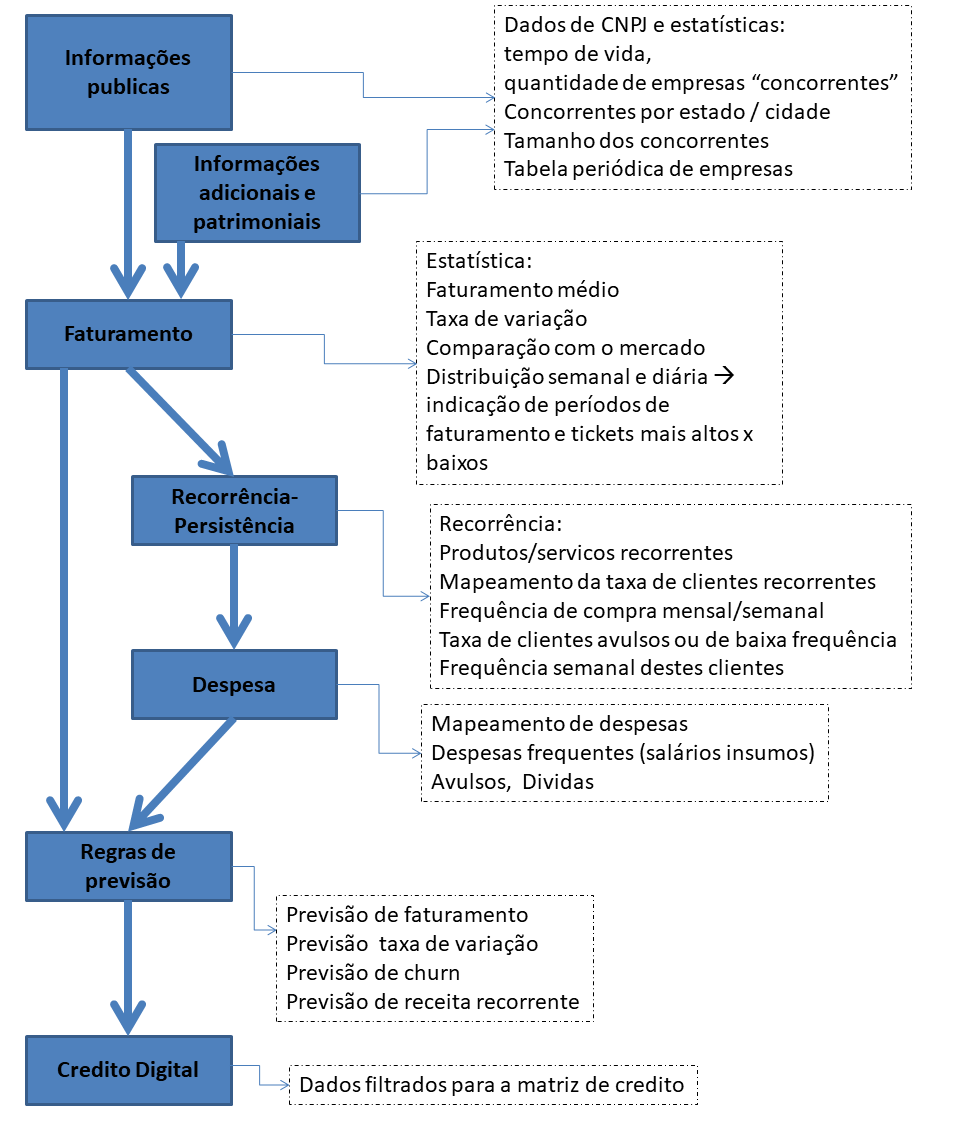 Informações
publicas
Dados de CNPJ e estatísticas:
tempo de vida,
quantidade de empresas “concorrentes”
Concorrentes por estado / cidade
Tamanho dos concorrentes
Tabela periódica de empresas
Informações
adicionais e
patrimoniais
Faturamento
Estatística:
Faturamento médio
Taxa de variação
Comparação com o mercado
Distribuição semanal e diária →
indicação de períodos de
faturamento e tickets mais altos x
baixos
Recorrência-
Persistência
Recorrência:
Produtos/servicos recorrentes
Mapeamento da taxa de clientes recorrentes
Frequência de compra mensal/semanal
Taxa de clientes avulsos ou de baixa frequência
Frequência semanal destes clientes
Despesa
Mapeamento de despesas
Despesas frequentes (salários insumos)
Avulsos,  Dividas
Regras de
previsão
Previsão de faturamento
Previsão  taxa de variação
Previsão de churn
Previsão de receita recorrente
Credito Digital
Dados filtrados para a matriz de credito